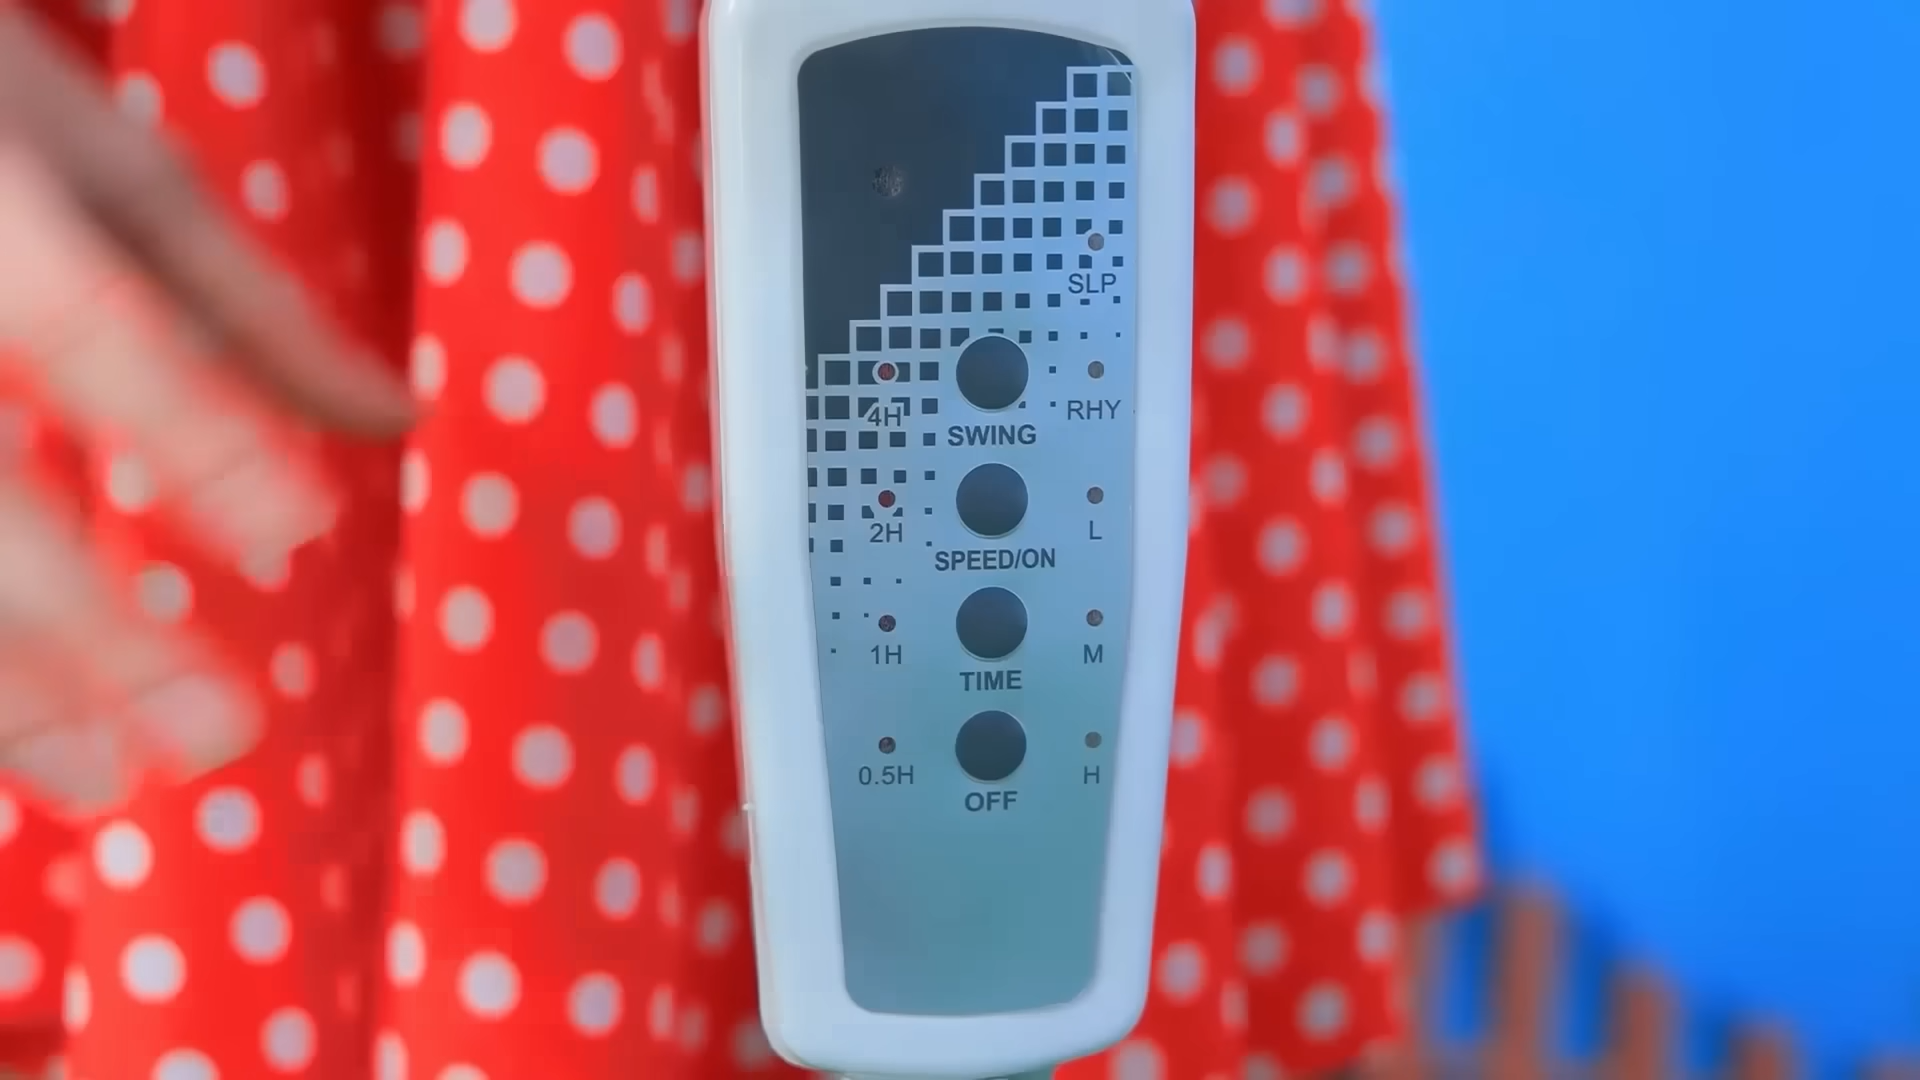 SLP
4H
SWING
RHY
2H
SPEED/ON
L
1H
TIME
M
0.5H
OFF
H